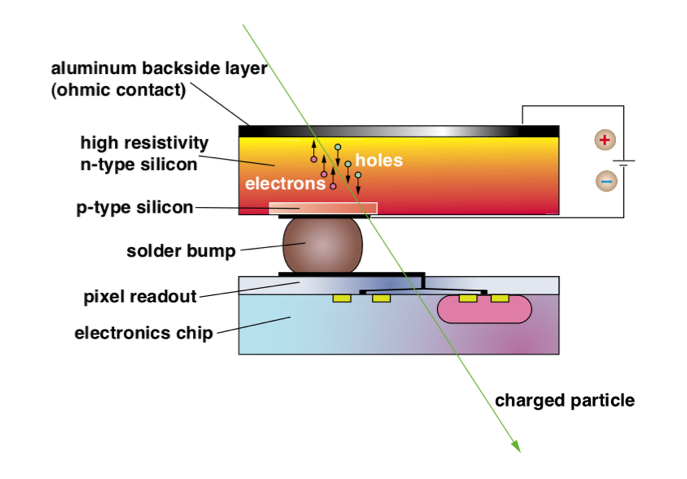 aluminum backside layer
(ohmic contact)
high resistivity
n-type silicon
holes
electrons
p-type silicon
solder bump
pixel readout
electronics chip
charged particle
+
−